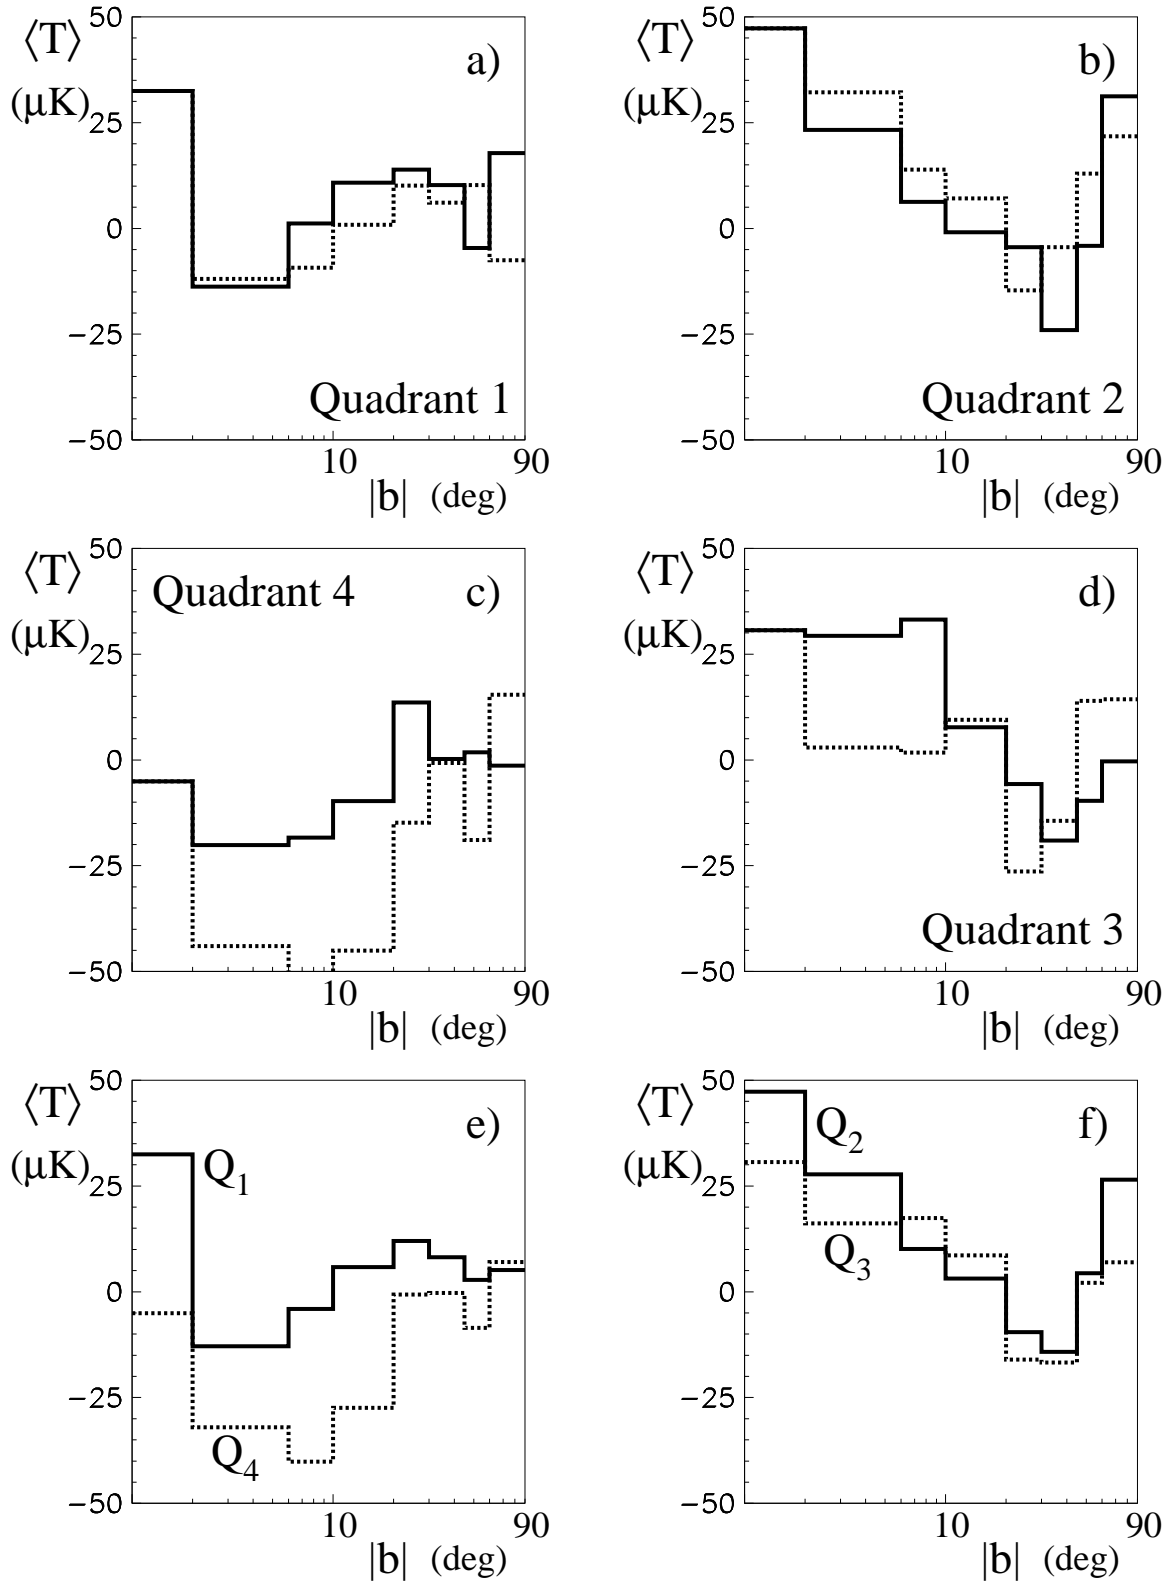 50
⟨T⟩
a)
(μK)
25
0
−25
Quadrant 1
−50
10
90
|b| (deg)
50
⟨T⟩
b)
(μK)
25
0
−25
Quadrant 2
−50
10
90
|b| (deg)
50
⟨T⟩
Quadrant 4
c)
(μK)
25
0
−25
−50
10
90
|b| (deg)
50
⟨T⟩
d)
(μK)
25
0
−25
Quadrant 3
−50
10
90
|b| (deg)
50
⟨T⟩
e)
(μK)
Q1
25
0
−25
Q4
−50
10
90
|b| (deg)
50
⟨T⟩
Q2
f)
(μK)
25
Q3
0
−25
−50
10
90
|b| (deg)